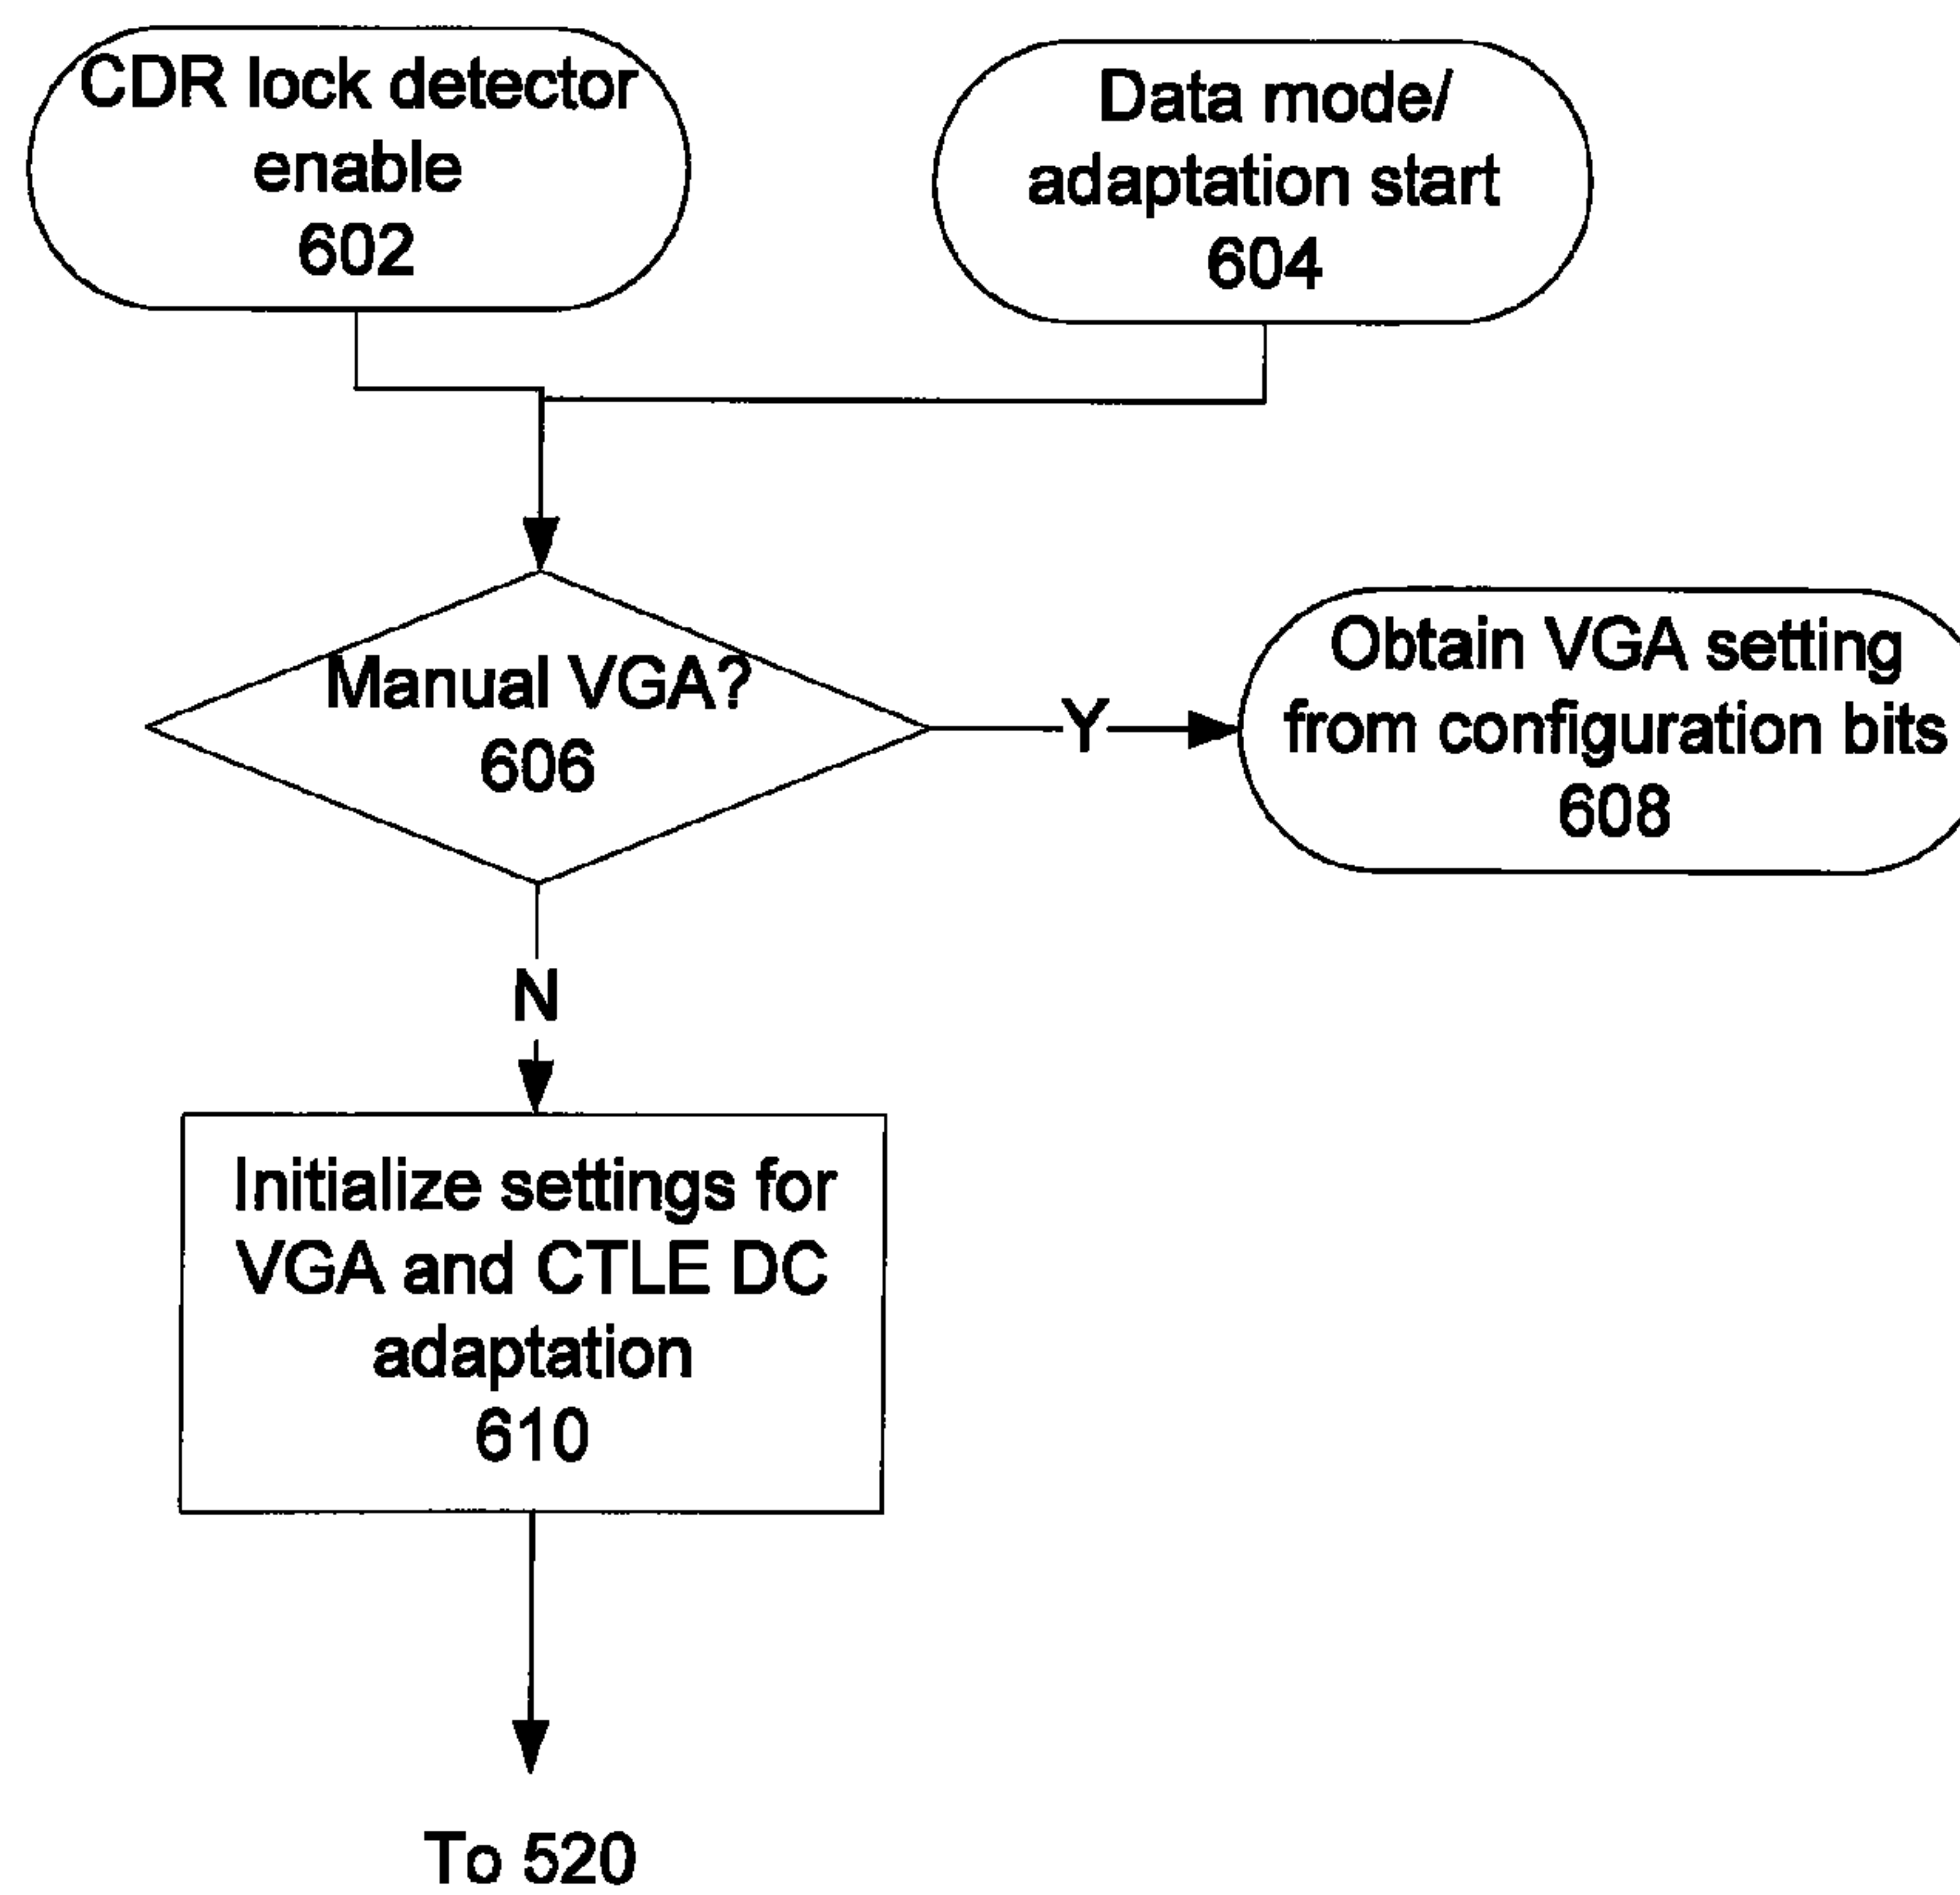 CDR lock detector
enable
602
Data mode/
adaptation start
604
Manual VGA?
606
Y
Obtain VGA setting
from configuration bits
608
N
Initialize settings for
VGA and CTLE DC
adaptation
610
To 520